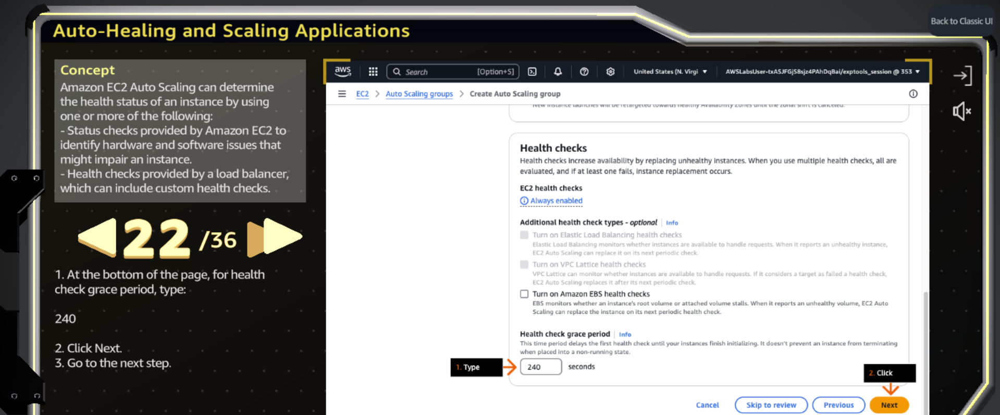 Back to Classic UI
Auto-Healing and Scaling Applications
Concept
Amazon EC2 Auto Scaling can determine
the health status of an instance by using
one or more of the following:
- Status checks provided by Amazon EC2 to
identify hardware and software issues that
might impair an instance.
- Health checks provided by a load balancer,
which can include custom health checks.
22 /36
1. At the bottom of the page, for health
check grace period, type:
240
2. Click Next.
3. Go to the next step.
aws
Search [Option+S]
United States (N. Virgi
AWSLabsUser-txASJFGjS8sjz4PAhDqBai/exptools_session @ 353
EC2 > Auto Scaling groups > Create Auto Scaling group
New instance launches will be retargeted towards healthy Availability Zones until the zonal shift is canceled.
Health checks
Health checks increase availability by replacing unhealthy instances. When you use multiple health checks, all are
evaluated, and if at least one fails, instance replacement occurs.
EC2 health checks
Always enabled
Additional health check types - optional | Info
Turn on Elastic Load Balancing health checks
Elastic Load Balancing monitors whether instances are available to handle requests. When it reports an unhealthy instance,
EC2 Auto Scaling can replace it on its next periodic check.
Turn on VPC Lattice health checks
VPC Lattice can monitor whether instances are available to handle requests. If it considers a target as failed a health check,
EC2 Auto Scaling replaces it after its next periodic check.
Turn on Amazon EBS health checks
EBS monitors whether an instance's root volume or attached volume stalls. When it reports an unhealthy volume, EC2 Auto
Scaling can replace the instance on its next periodic health check.
Health check grace period | Info
This time period delays the first health check until your instances finish initializing. It doesn't prevent an instance from terminating
when placed into a non-running state.
1. Type
240 seconds
2. Click
Cancel Skip to review Previous Next